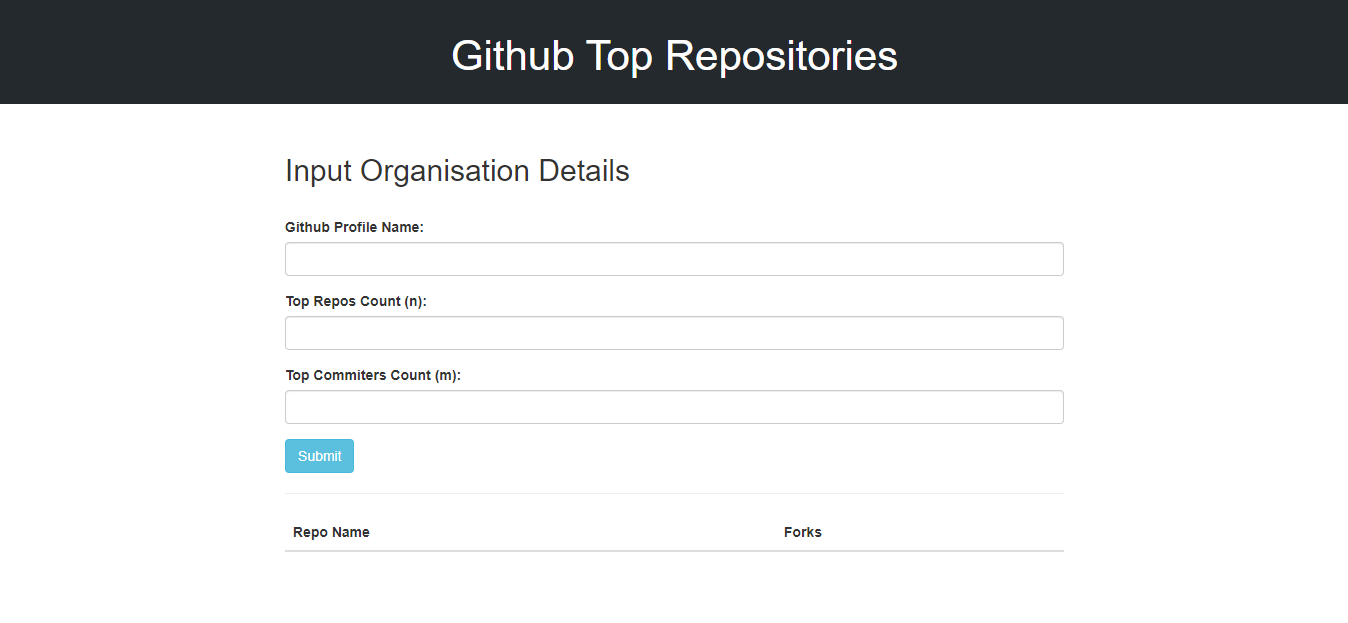 Github Top Repositories
Input Organisation Details
Github Profile Name:
Top Repos Count (n):
Top Commiters Count (m):
Submit
Repo Name Forks